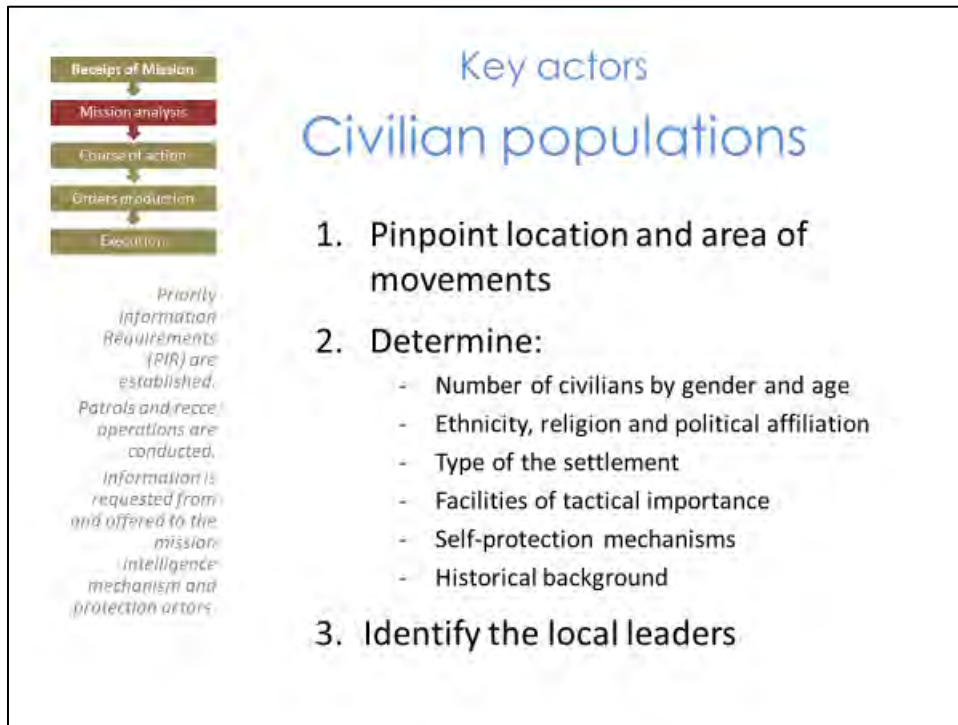 Receipt of Mission
Mission analysis
Course of action
Orders production
Execution
Priority
Information
Requirements
(PIR) are
established.
Patrols and recce
operations are
conducted.
Information is
requested from
and offered to the
mission
intelligence
mechanism and
protection actors.
Key actors
Civilian populations
1. Pinpoint location and area of
movements
2. Determine:
- Number of civilians by gender and age
- Ethnicity, religion and political affiliation
- Type of the settlement
- Facilities of tactical importance
- Self-protection mechanisms
- Historical background
3. Identify the local leaders